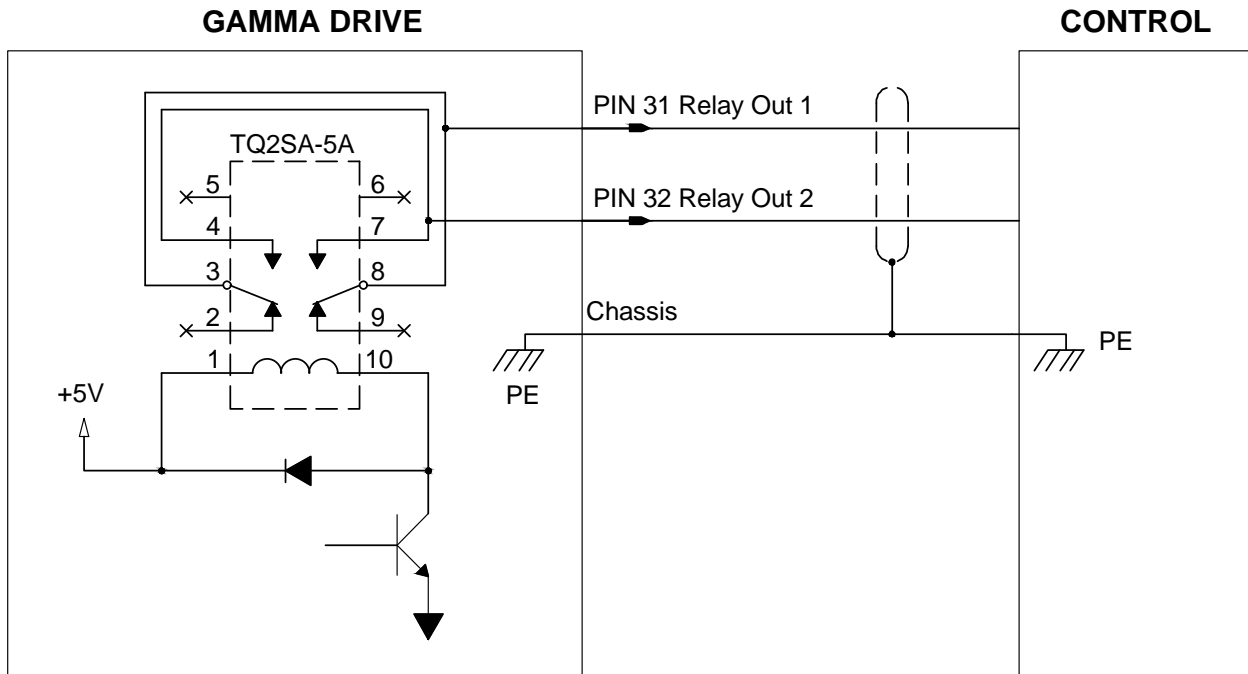 GAMMA DRIVE
CONTROL
PIN 31 Relay Out 1
TQ2SA-5A
5
6
PIN 32 Relay Out 2
4
7
3
8
2
9
Chassis
PE
1
10
PE
+5V